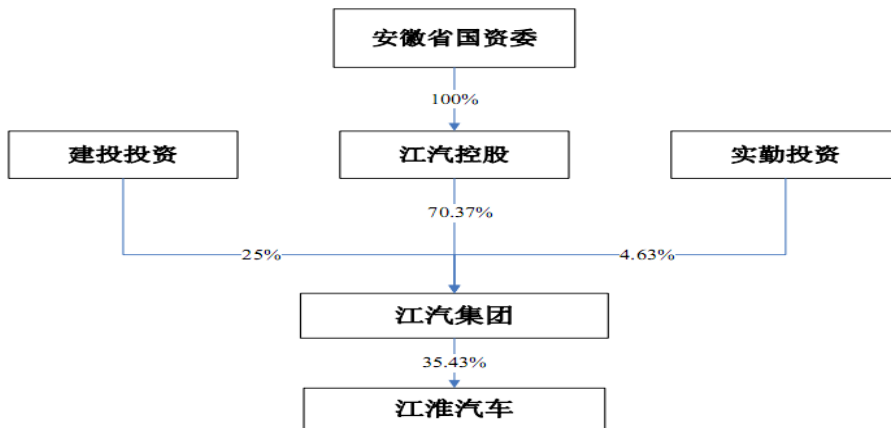 安徽省国资委
100%
建投投资
江汽控股
实勤投资
70.37%
25%
4.63%
江汽集团
35.43%
江淮汽车